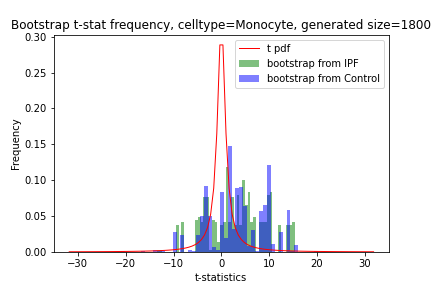 Bootstrap t-stat frequency, celltype=Monocyte, generated size=1800
t pdf
bootstrap from IPF
bootstrap from Control
Frequency
0.30
0.25
0.20
0.15
0.10
0.05
0.00
−30
−20
−10
0
10
20
30
t-statistics